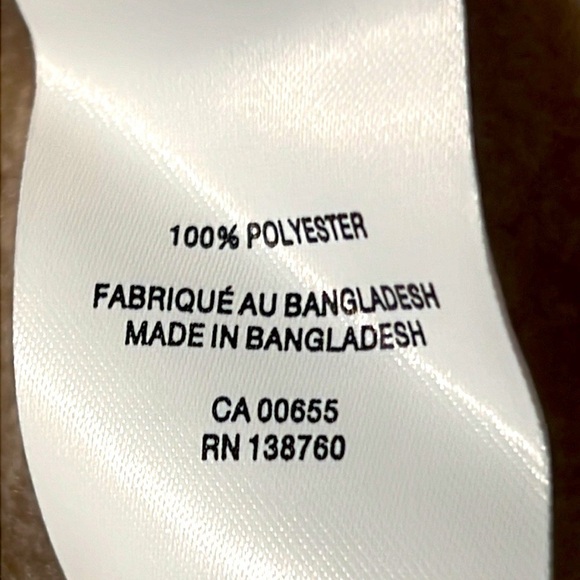 100% POLYESTER
FABRIQUÉ AU BANGLADESH
MADE IN BANGLADESH
CA 00655
RN 138760